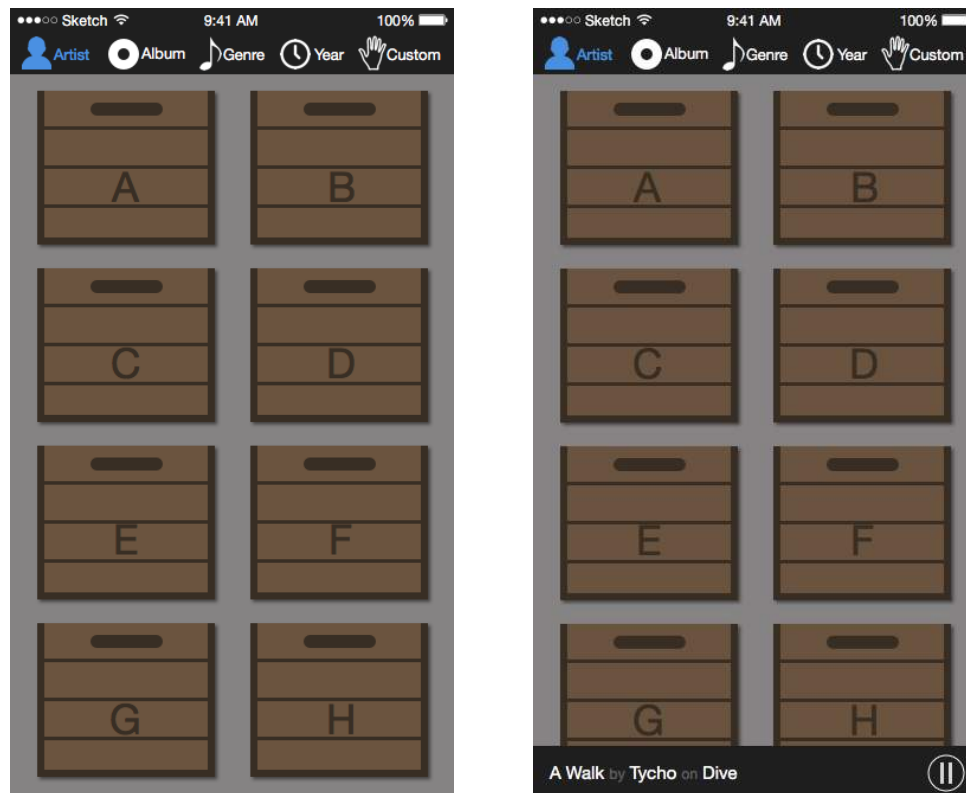 Sketch 9:41 AM 100%
Artist Album Genre Year Custom
A B
C D
E F
G H
Sketch 9:41 AM 100%
Artist Album Genre Year Custom
A B
C D
E F
G H
A Walk by Tycho on Dive